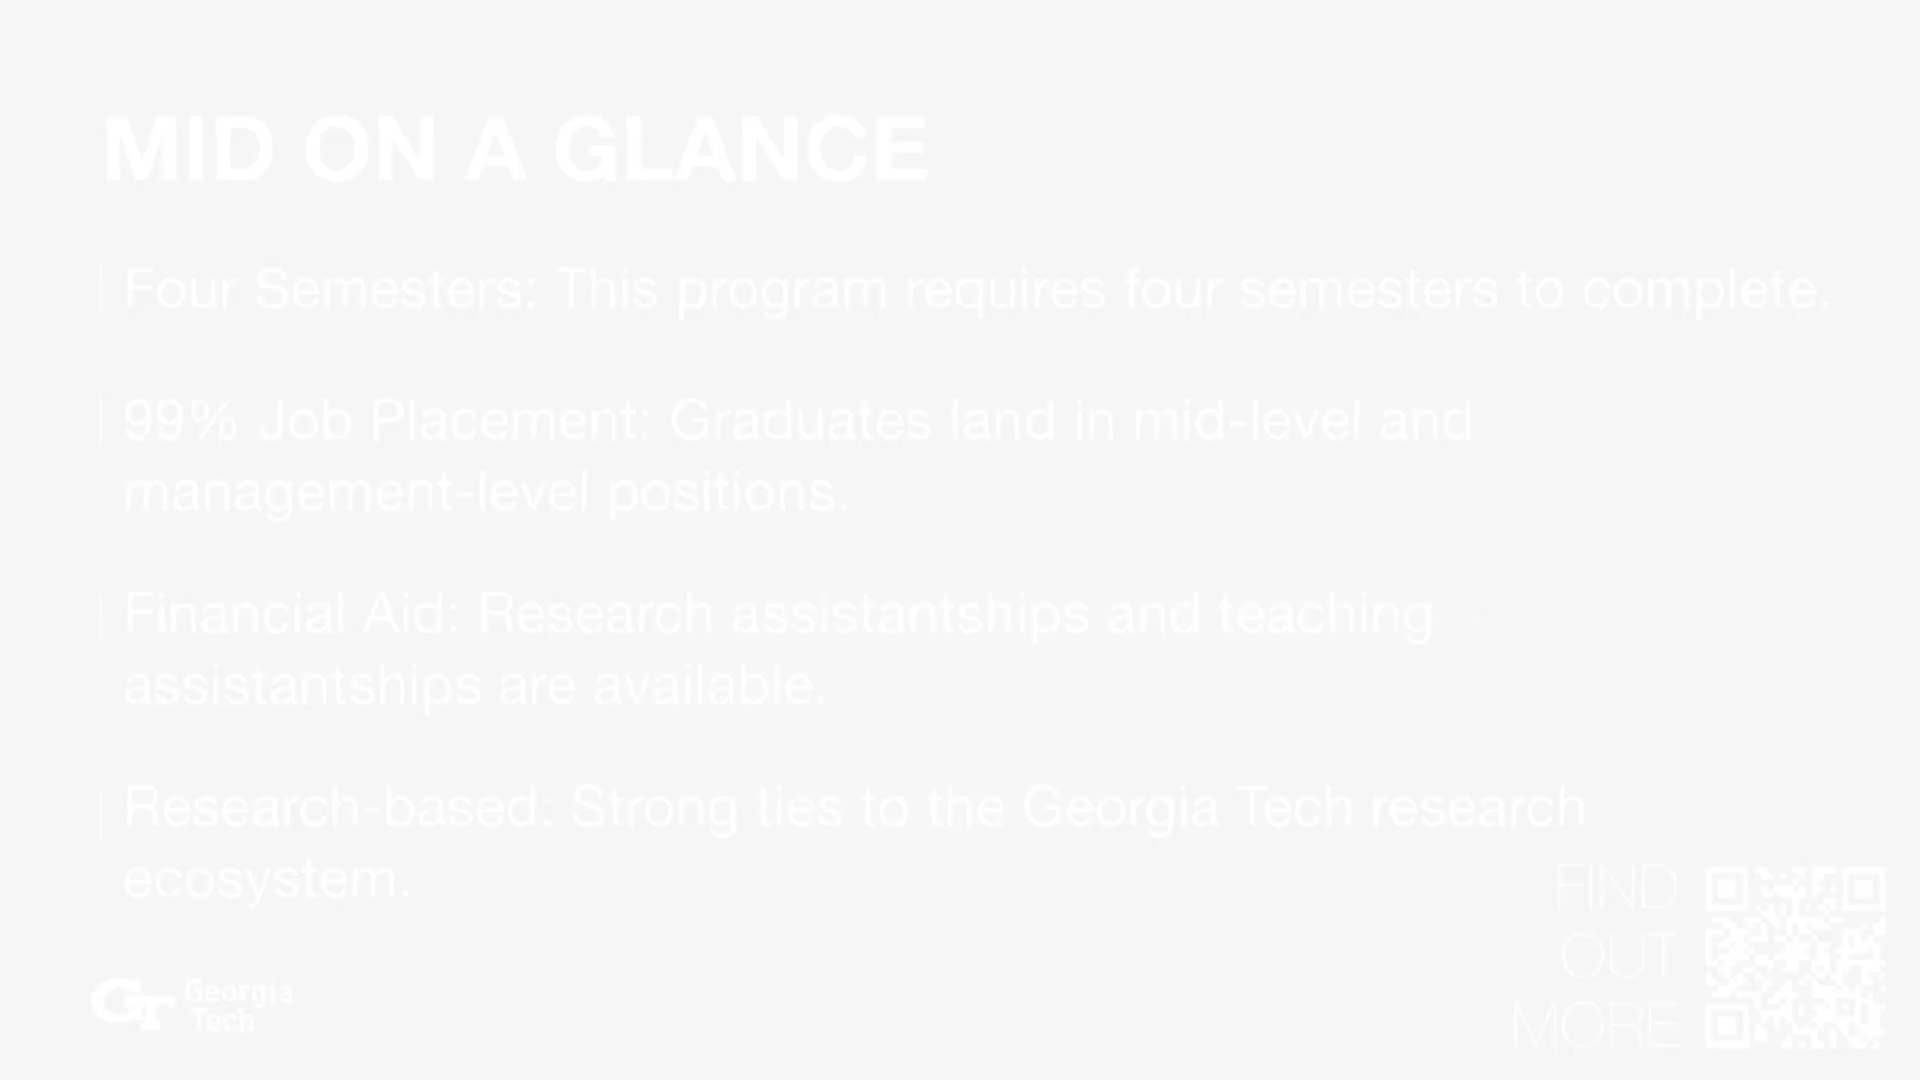 MID ON A GLANCE
Four Semesters: This program requires four semesters to complete.
99% Job Placement: Graduates land in mid-level and
management-level positions.
Financial Aid: Research assistantships and teaching
assistantships are available.
Research-based: Strong ties to the Georgia Tech research
ecosystem.
FIND
OUT
MORE
GT Georgia
Tech